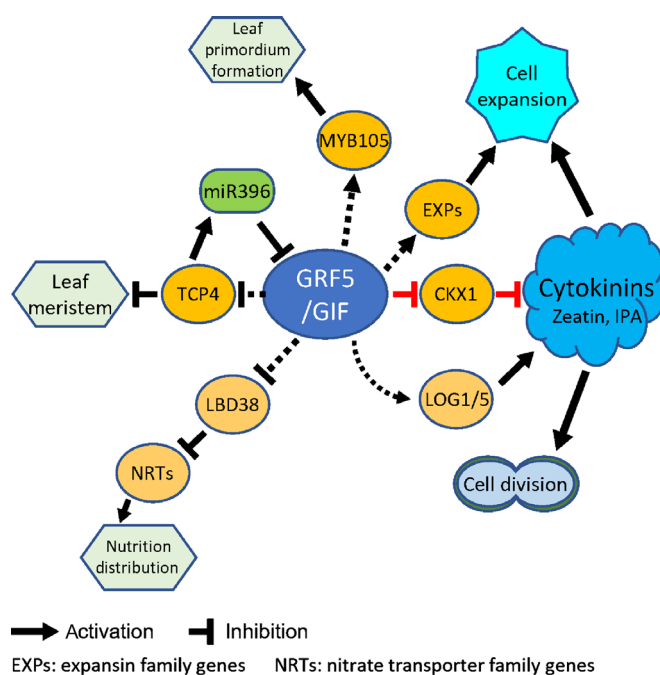 Leaf
primordium
formation
Cell
expansion
MYB105
miR396
EXPs
Leaf
meristem
TCP4
GRF5
/GIF
CKX1
Cytokinins
Zeatin, IPA
LBD38
LOG1/5
NRTs
Cell division
Nutrition
distribution
Activation
Inhibition
EXPs: expansin family genes
NRTs: nitrate transporter family genes